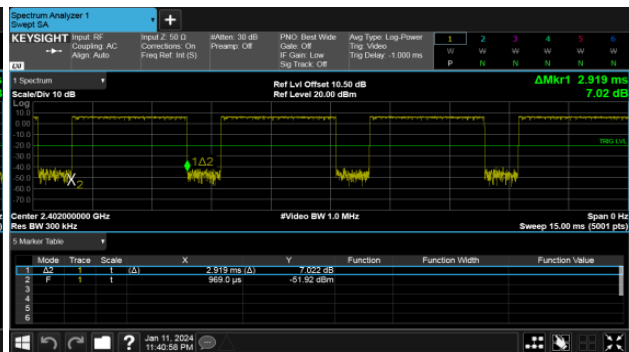 Spectrum Analyzer 1
Swept SA
+
KEYSIGHT Input: RF Input Z: 50 Ω #Atten: 30 dB PNO: Best Wide Avg Type: Log-Power 1 2 3 4 5 6
Coupling: AC Corrections: On Preamp: Off Gate: Off Trig: Video W W W W W W
Align: Auto Freq Ref: Int (S) IF Gain: Low Trig Delay: -1.000 ms P N N N N N
Sig Track: Off
LXI
1 Spectrum
Scale/Div 10 dB
Ref Lvl Offset 10.50 dB
Ref Level 20.00 dBm
ΔMkr1 2.919 ms
7.02 dB
Log
10.0
0.00
-10.0
-20.0
TRIG LVL
-30.0
-40.0
1Δ2
-50.0
-60.0
X2
-70.0
Center 2.402000000 GHz #Video BW 1.0 MHz Span 0 Hz
Res BW 300 kHz Sweep 15.00 ms (5001 pts)
5 Marker Table
Mode Trace Scale X Y Function Function Width Function Value
1 Δ2 1 t (Δ) 2.919 ms (Δ) 7.022 dB
2 F 1 t 969.0 µs -51.92 dBm
3
4
5
6
?
Jan 11, 2024
11:40:58 PM